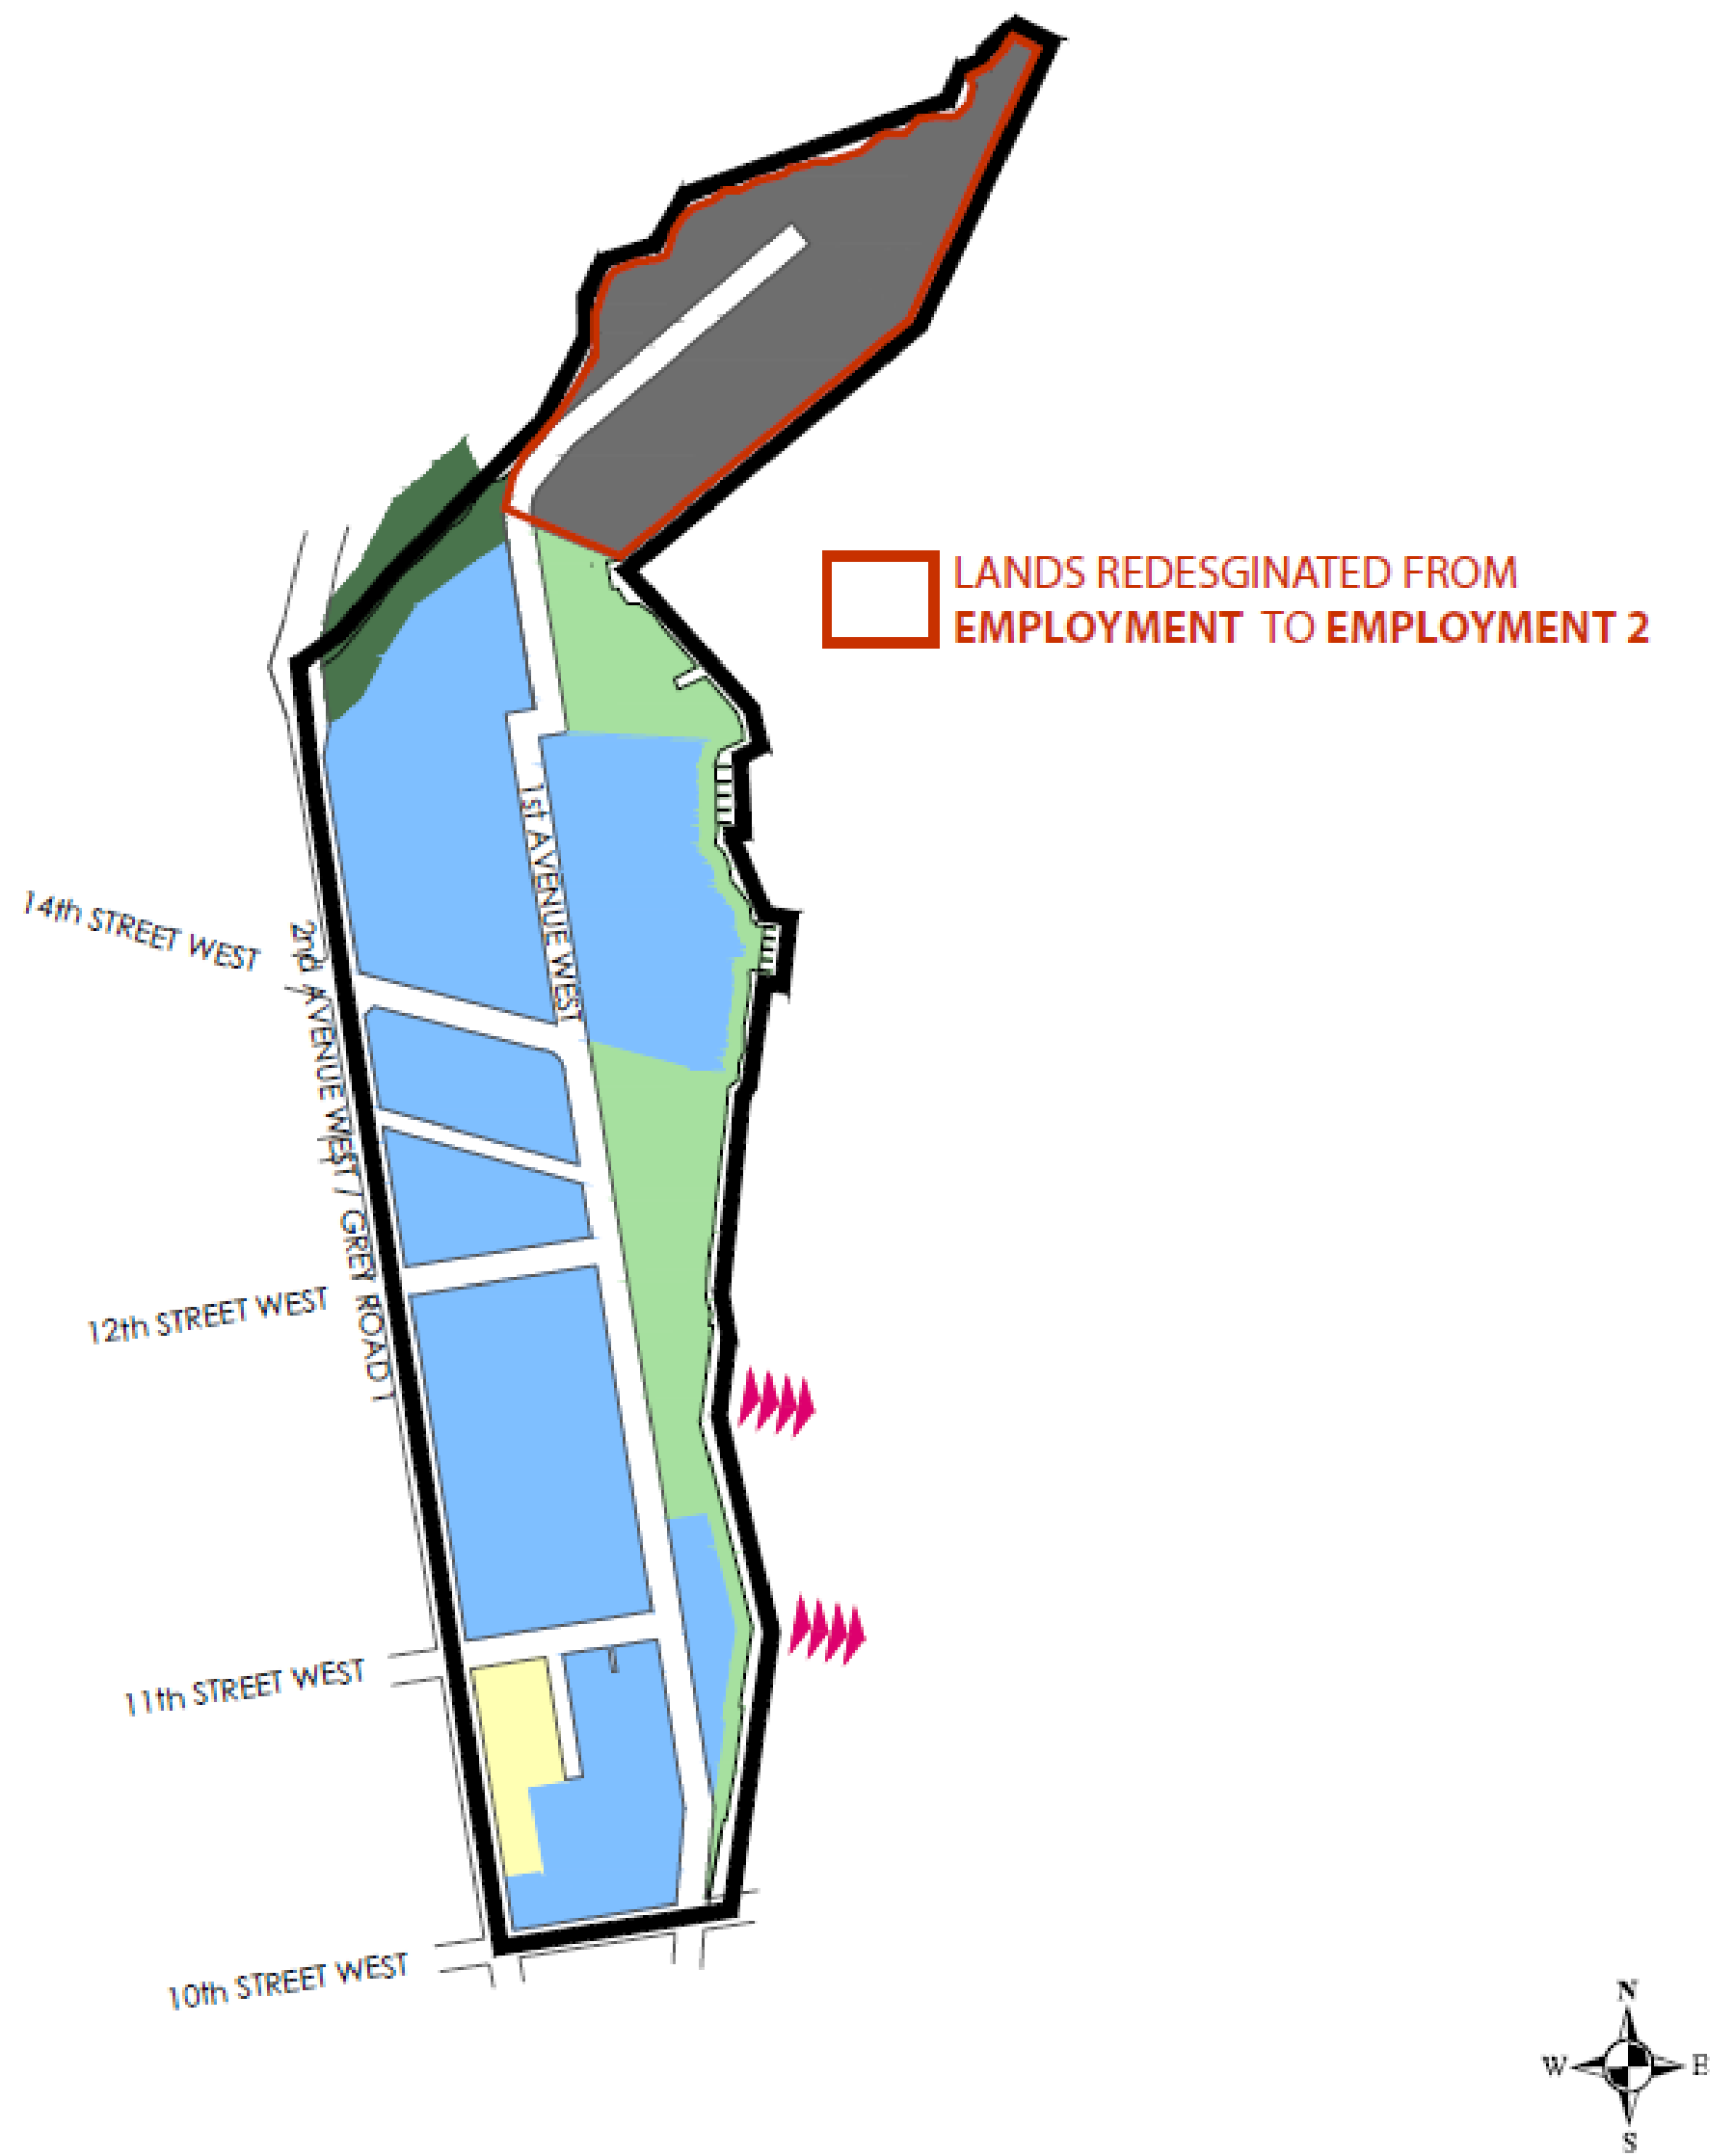 LANDS REDESGINATED FROM
EMPLOYMENT TO EMPLOYMENT 2
1st AVENUE WEST
14th STREET WEST
2nd AVENUE WEST / GREY ROAD 1
12th STREET WEST
11th STREET WEST
10th STREET WEST
N
W E
S